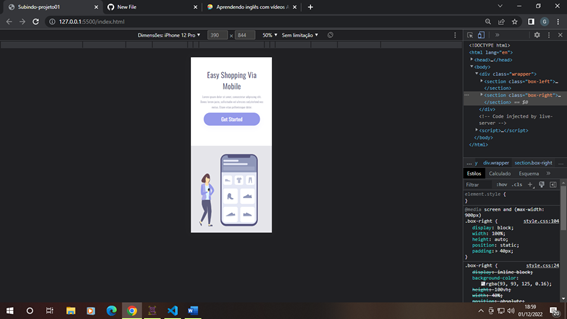 Subindo-projeto01
New File
Aprendendo inglês com vídeos #
127.0.0.1:5500/index.html
Dimensões: iPhone 12 Pro
390 × 844
50%
Sem limitação
Easy Shopping Via
Mobile
Get Started
<!DOCTYPE html>
<html lang="en">
<head>…</head>
<body>
<div class="wrapper">
<section class="box-left">…
</section>
<section class="box-right">…
</section> == $0
</div>
<!-- Code injected by live-
server -->
<script>…</script>
</body>
</html>
… div.wrapper section.box-right …
Estilos Calculado Esquema
Filtrar :hov .cls
element.style {
}
@media screen and (max-width:
900px)
.box-right { style.css:104
display: block;
width: 100%;
height: auto;
position: static;
padding: 40px;
}
.box-right { style.css:24
display: inline-block;
background-color:
rgba(93, 93, 125, 0.16);
height: 100vh;
width: 40%;
position: absolute;
18:59
01/12/2022